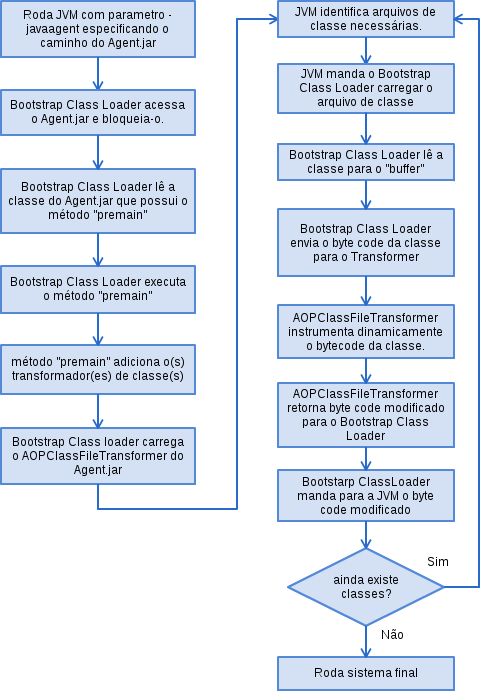 Roda JVM com parametro -
javaagent especificando o
caminho do Agent.jar
Bootstrap Class Loader acessa
o Agent.jar e bloqueia-o.
Bootstrap Class Loader lê a
classe do Agent.jar que possui o
método "premain"
Bootstrap Class Loader executa
o método "premain"
método "premain" adiciona o(s)
transformador(es) de classe(s)
Bootstrap Class loader carrega
o AOPClassFileTransformer do
Agent.jar
JVM identifica arquivos de
classe necessárias.
JVM manda o Bootstrap
Class Loader carregar o
arquivo de classe
Bootstrap Class Loader lê a
classe para o "buffer"
Bootstrap Class Loader
envia o byte code da classe
para o Transformer
AOPClassFileTransformer
instrumenta dinamicamente
o bytecode da classe.
AOPClassFileTransformer
retorna byte code modificado
para o Bootstrap Class
Loader
Bootstarp ClassLoader
manda para a JVM o byte
code modificado
ainda existe
classes?
Sim
Não
Roda sistema final